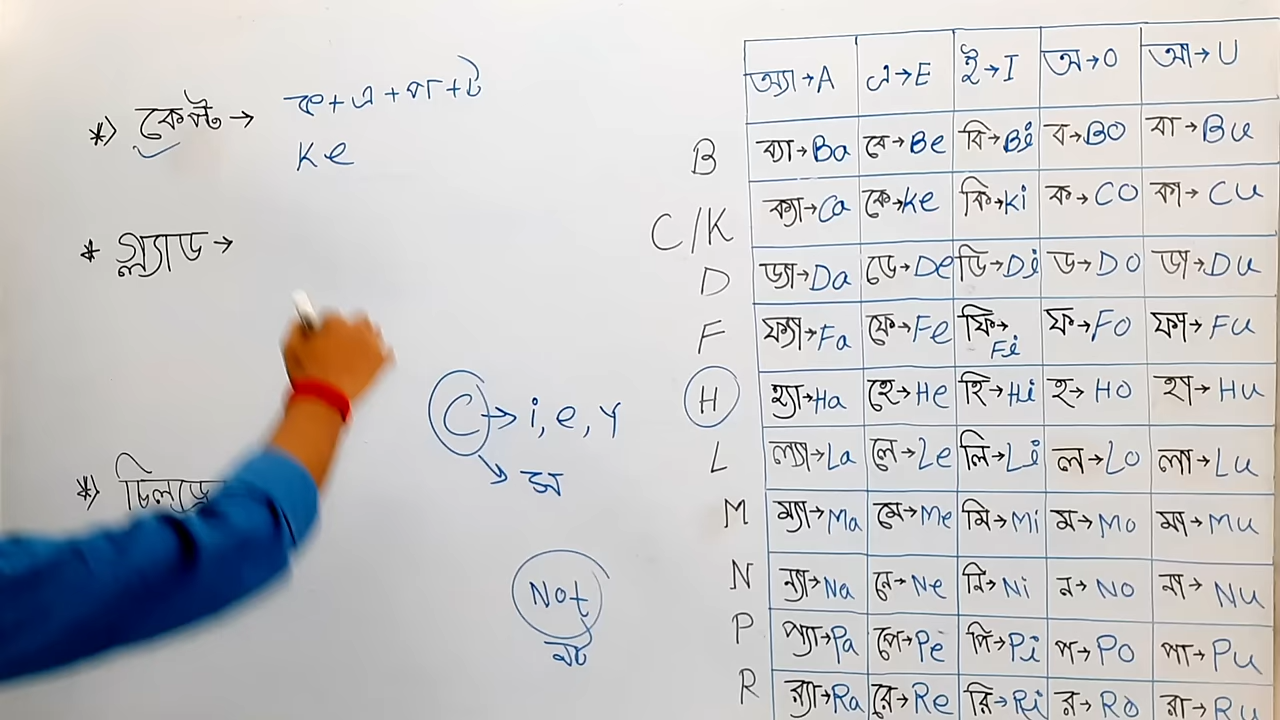 *) কেপ্ট → ক + এ + প + ট
Ke
* গ্ল্যাড →
*)
C → i, e, y
→ স
Not
নট
অ্যা → A এ → E ই → I অ → O আ → U
B ব্যা → Ba বে → Be বি → Bi ব → BO বা → Bu
C/K ক্যা → Ca কে → Ke কি → Ki ক → CO কা → Cu
D ড্যা → Da ডে → De ডি → Di ড → DO ডা → Du
F ফ্যা → Fa ফে → Fe ফি → Fi ফ → FO ফা → Fu
H হ্যা → Ha হে → He হি → Hi হ → HO হা → Hu
L ল্যা → La লে → Le লি → Li ল → LO লা → Lu
M ম্যা → Ma মে → Me মি → Mi ম → MO মা → Mu
N ন্যা → Na নে → Ne নি → Ni ন → NO না → Nu
P প্যা → Pa পে → Pe পি → Pi প → PO পা → Pu
R র‍্যা → Ra রে → Re রি → Ri র → RO রা → Ru